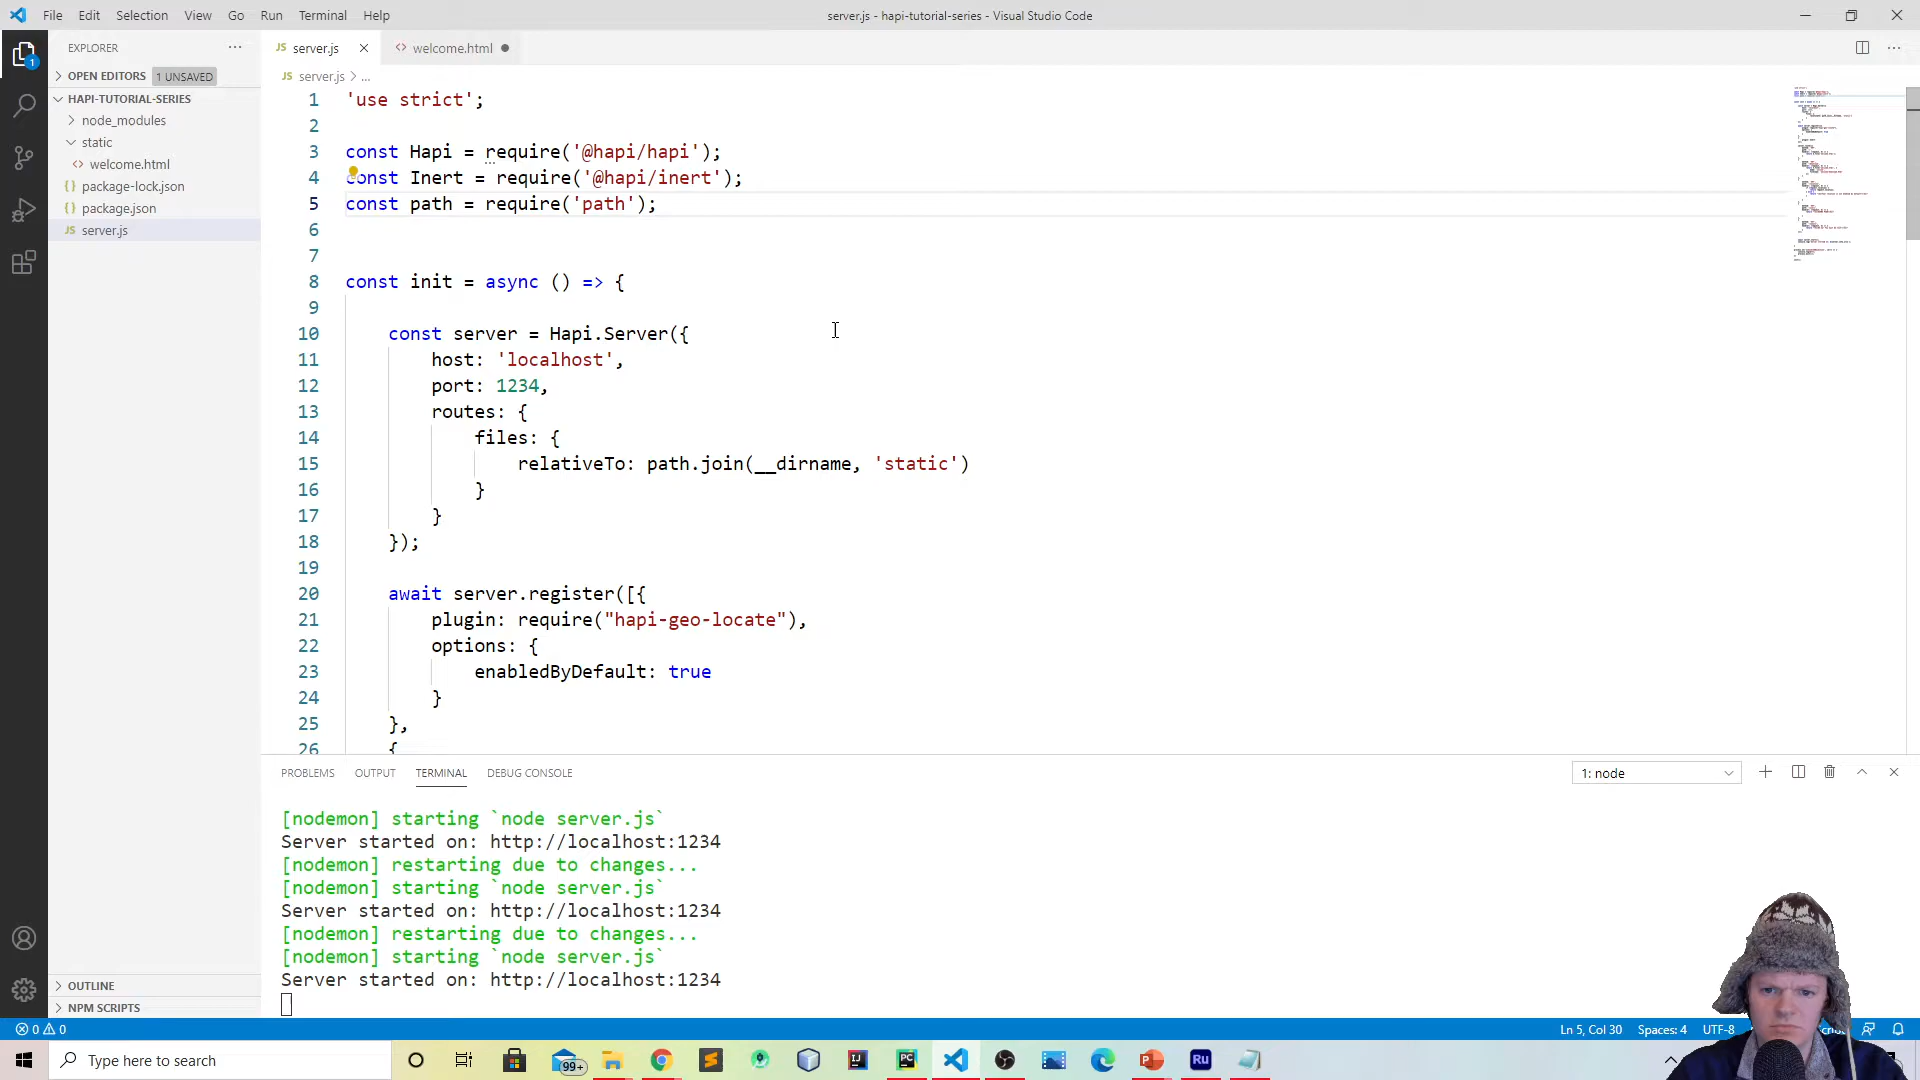 File Edit Selection View Go Run Terminal Help
server.js - hapi-tutorial-series - Visual Studio Code
EXPLORER
JS server.js
<> welcome.html
OPEN EDITORS 1 UNSAVED
HAPI-TUTORIAL-SERIES
node_modules
static
<> welcome.html
{} package-lock.json
{} package.json
JS server.js
OUTLINE
NPM SCRIPTS
1
JS server.js > ...
1 'use strict';
2
3 const Hapi = require('@hapi/hapi');
4 const Inert = require('@hapi/inert');
5 const path = require('path');
6
7
8 const init = async () => {
9
10 const server = Hapi.Server({
11 host: 'localhost',
12 port: 1234,
13 routes: {
14 files: {
15 relativeTo: path.join(__dirname, 'static')
16 }
17 }
18 });
19
20 await server.register([{
21 plugin: require("hapi-geo-locate"),
22 options: {
23 enabledByDefault: true
24 }
25 },
26 {
PROBLEMS OUTPUT TERMINAL DEBUG CONSOLE
1: node
[nodemon] starting `node server.js`
Server started on: http://localhost:1234
[nodemon] restarting due to changes...
[nodemon] starting `node server.js`
Server started on: http://localhost:1234
[nodemon] restarting due to changes...
[nodemon] starting `node server.js`
Server started on: http://localhost:1234
0 0
Ln 5, Col 30 Spaces: 4 UTF-8
Type here to search
99+
IJ
PC
Ru